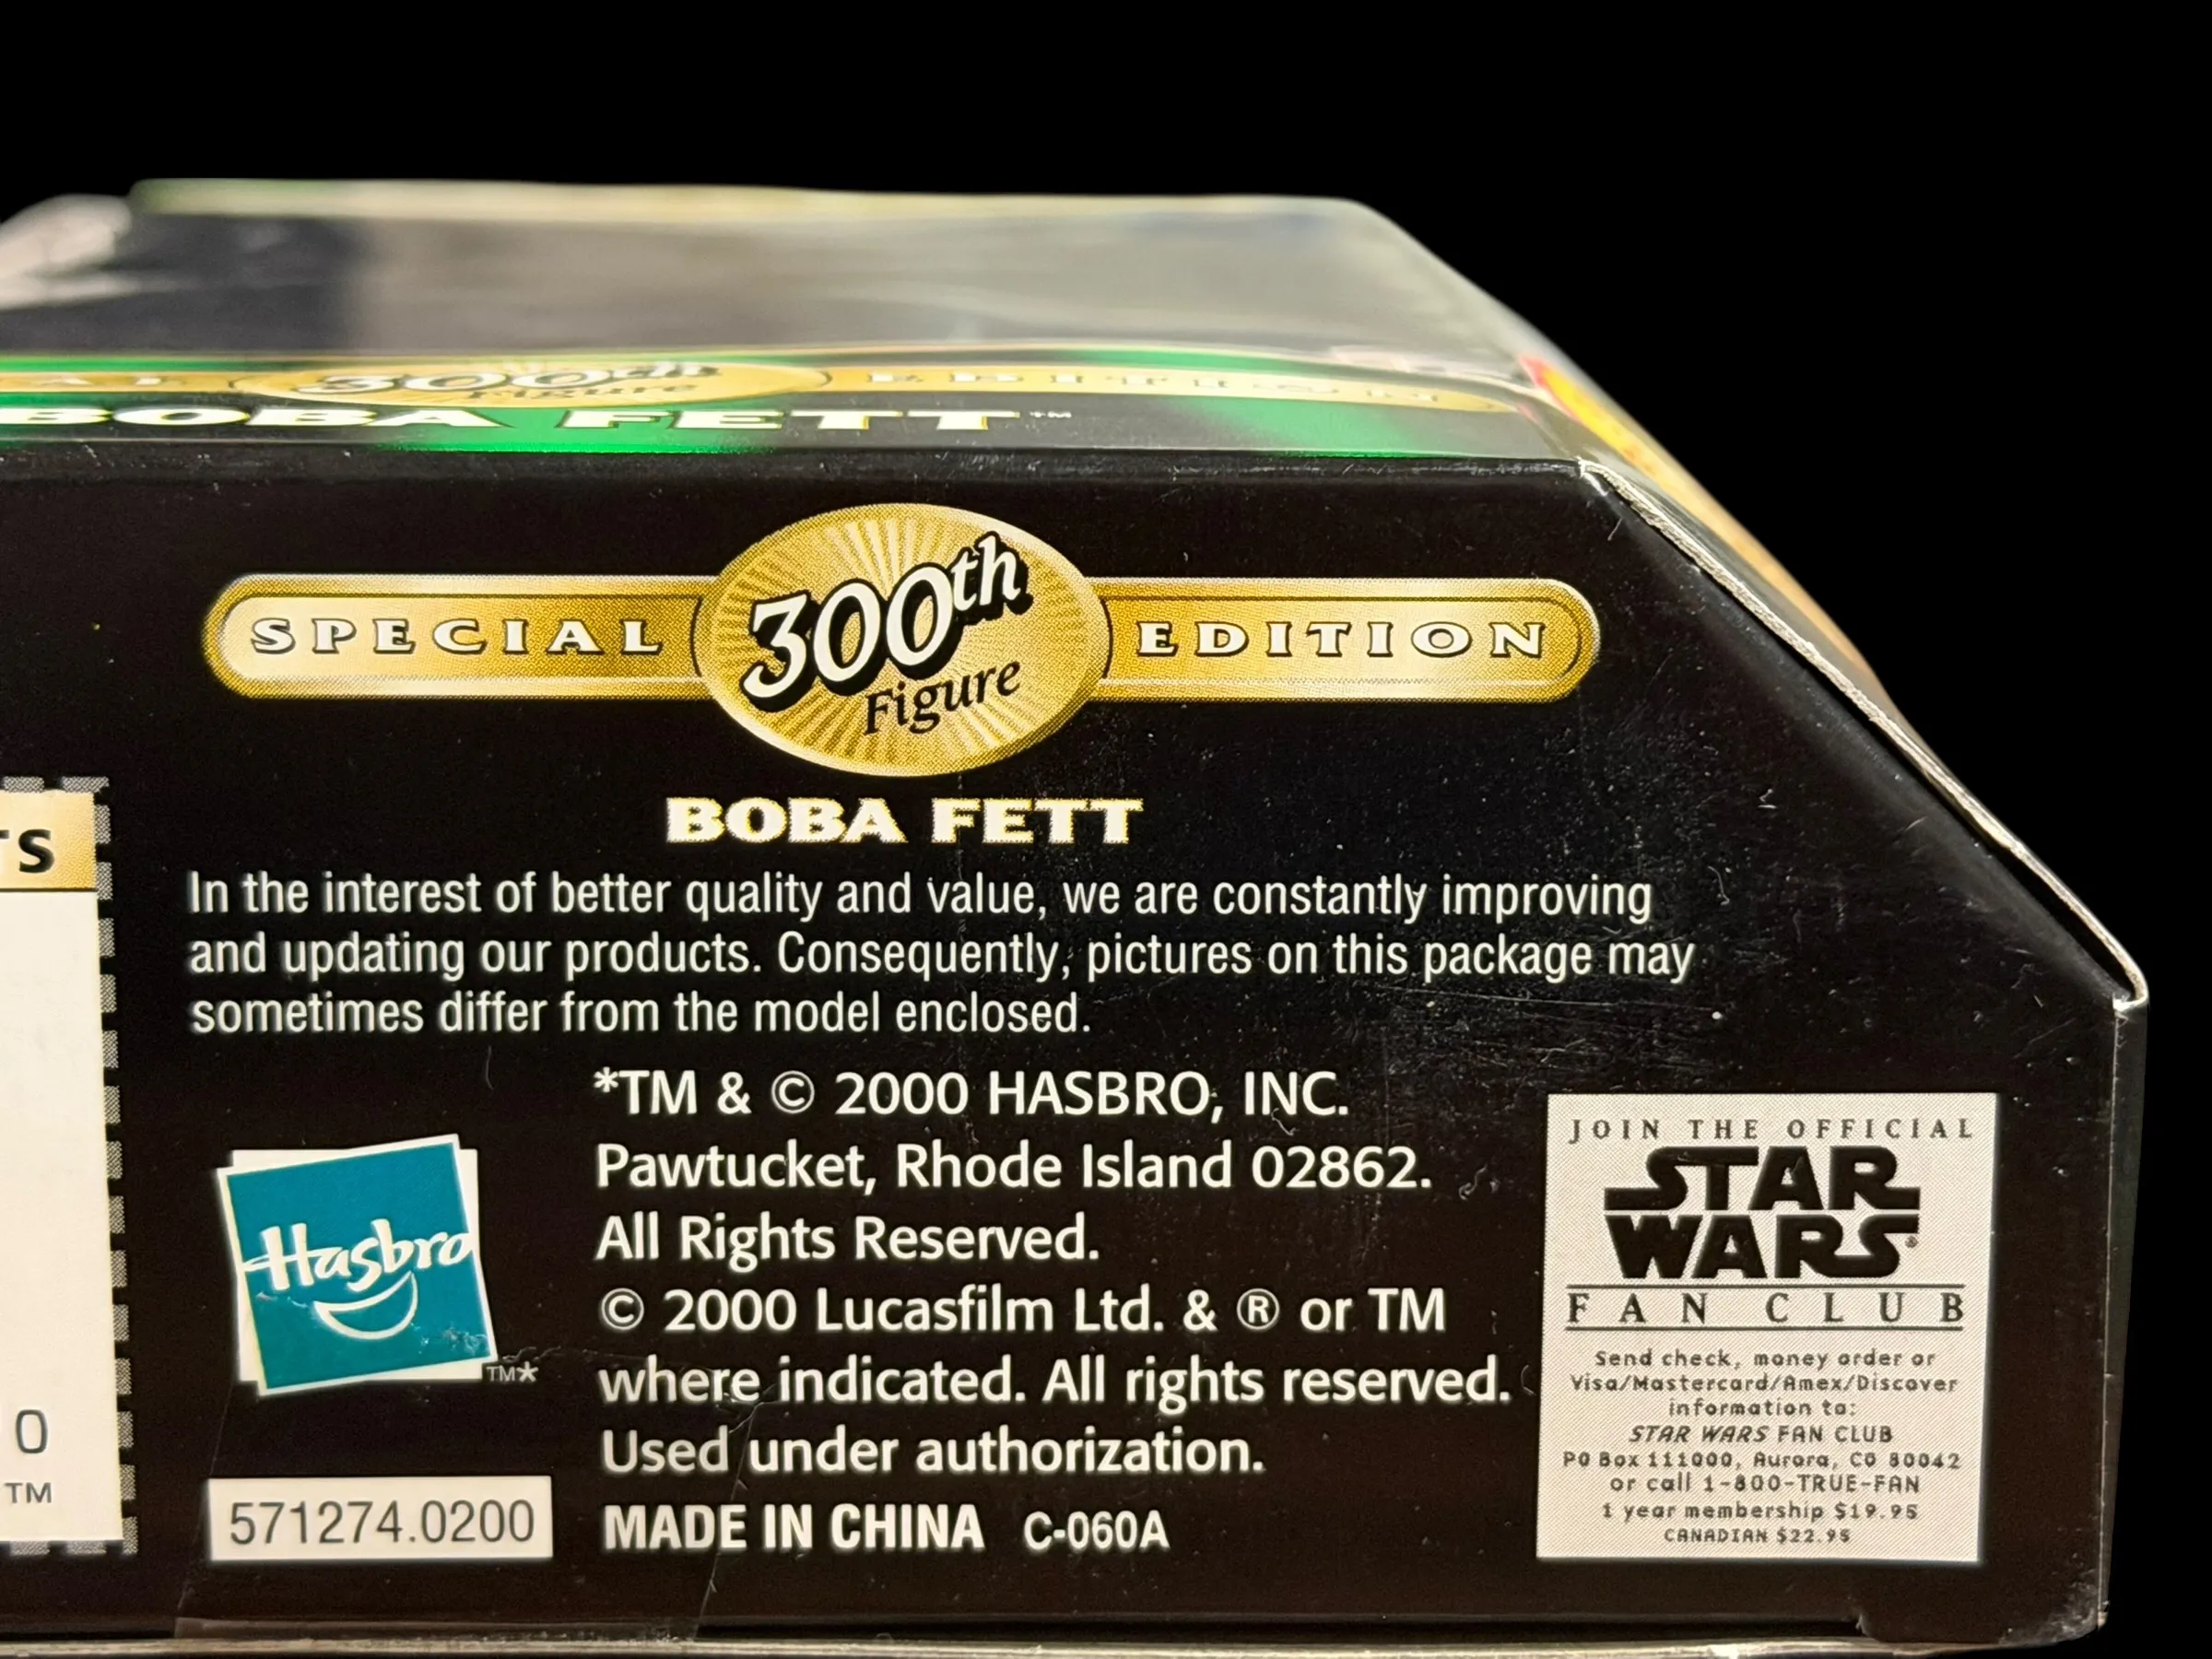 300th
Figure EDITION
BOBA FETT™
SPECIAL 300th Figure EDITION
BOBA FETT
In the interest of better quality and value, we are constantly improving
and updating our products. Consequently, pictures on this package may
sometimes differ from the model enclosed.
*TM & © 2000 HASBRO, INC.
Pawtucket, Rhode Island 02862.
All Rights Reserved.
© 2000 Lucasfilm Ltd. & ® or TM
where indicated. All rights reserved.
Used under authorization.
MADE IN CHINA C-060A
Hasbro
TM*
571274.0200
JOIN THE OFFICIAL
STAR
WARS®
FAN CLUB
Send check, money order or
Visa/Mastercard/Amex/Discover
information to:
STAR WARS FAN CLUB
PO Box 111000, Aurora, CO 80042
or call 1-800-TRUE-FAN
1 year membership $19.95
CANADIAN $22.95
TS
0
TM